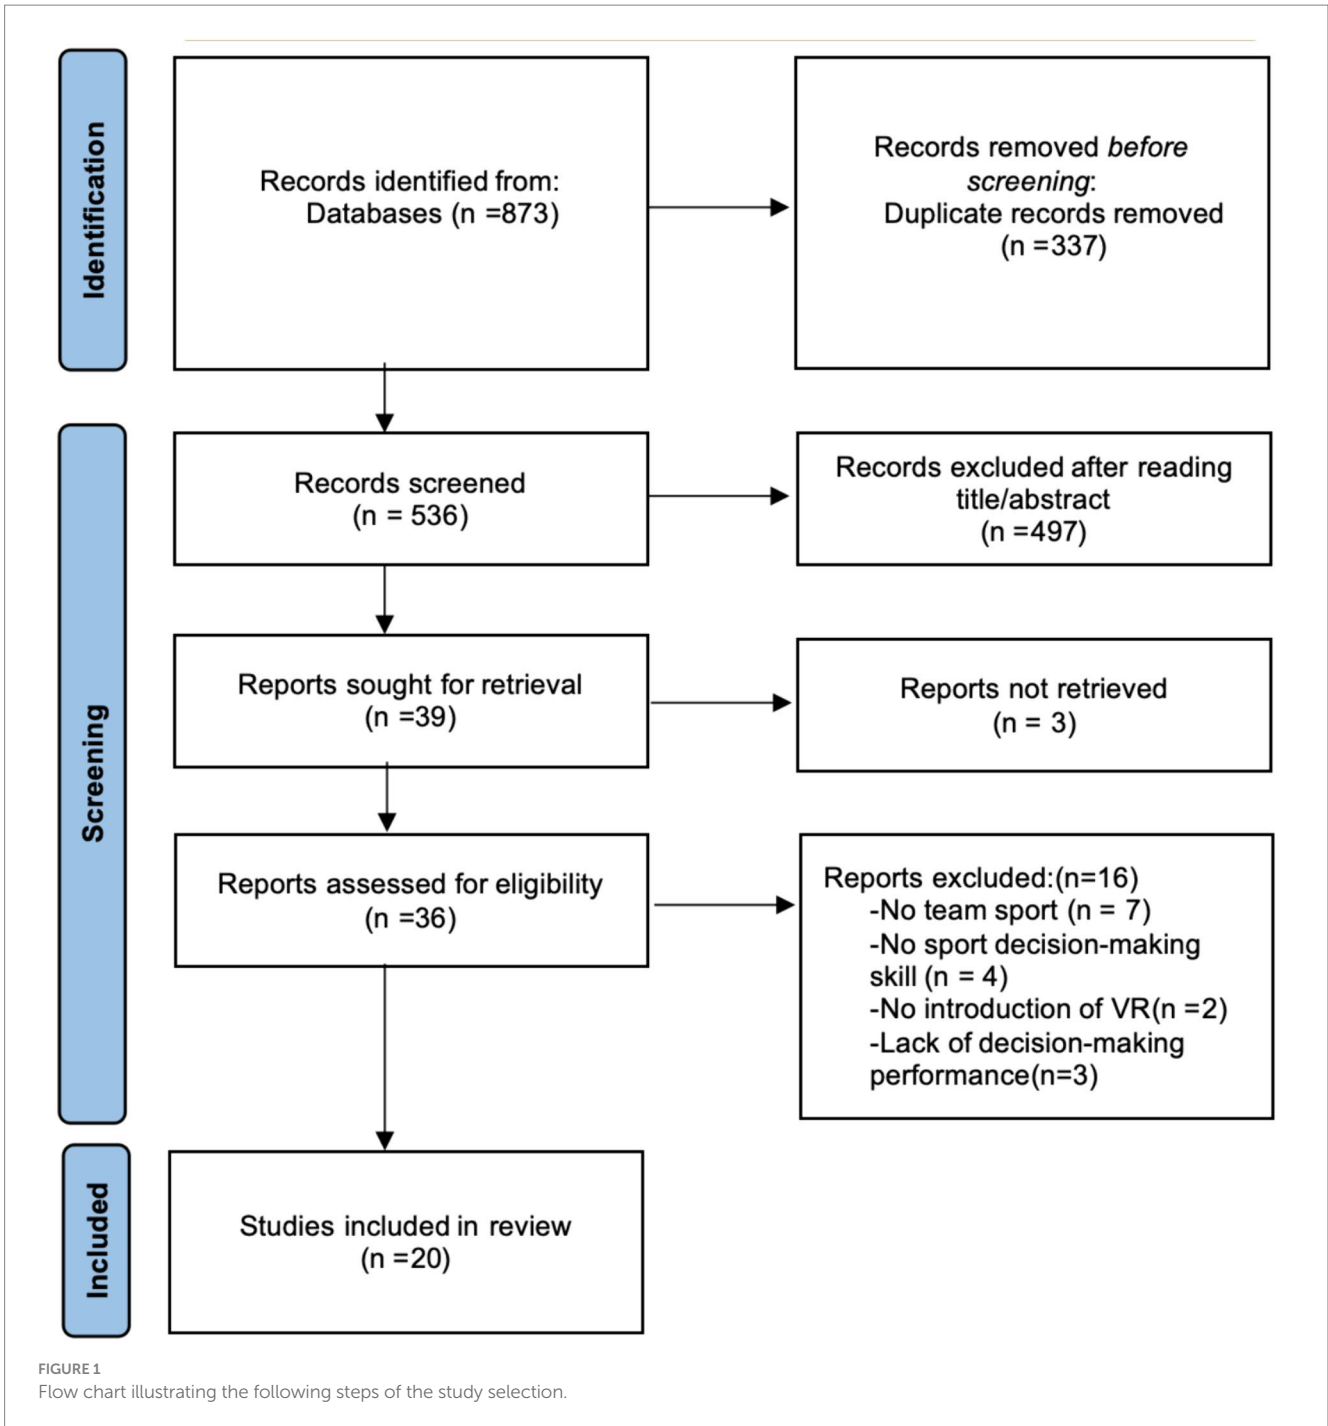 Identification
Records identified from:
Databases (n =873)
Records removed before
screening:
Duplicate records removed
(n =337)
Screening
Records screened
(n = 536)
Records excluded after reading
title/abstract
(n =497)
Reports sought for retrieval
(n =39)
Reports not retrieved
(n = 3)
Reports assessed for eligibility
(n =36)
Reports excluded:(n=16)
-No team sport (n = 7)
-No sport decision-making
skill (n = 4)
-No introduction of VR(n =2)
-Lack of decision-making
performance(n=3)
Included
Studies included in review
(n =20)
FIGURE 1
Flow chart illustrating the following steps of the study selection.